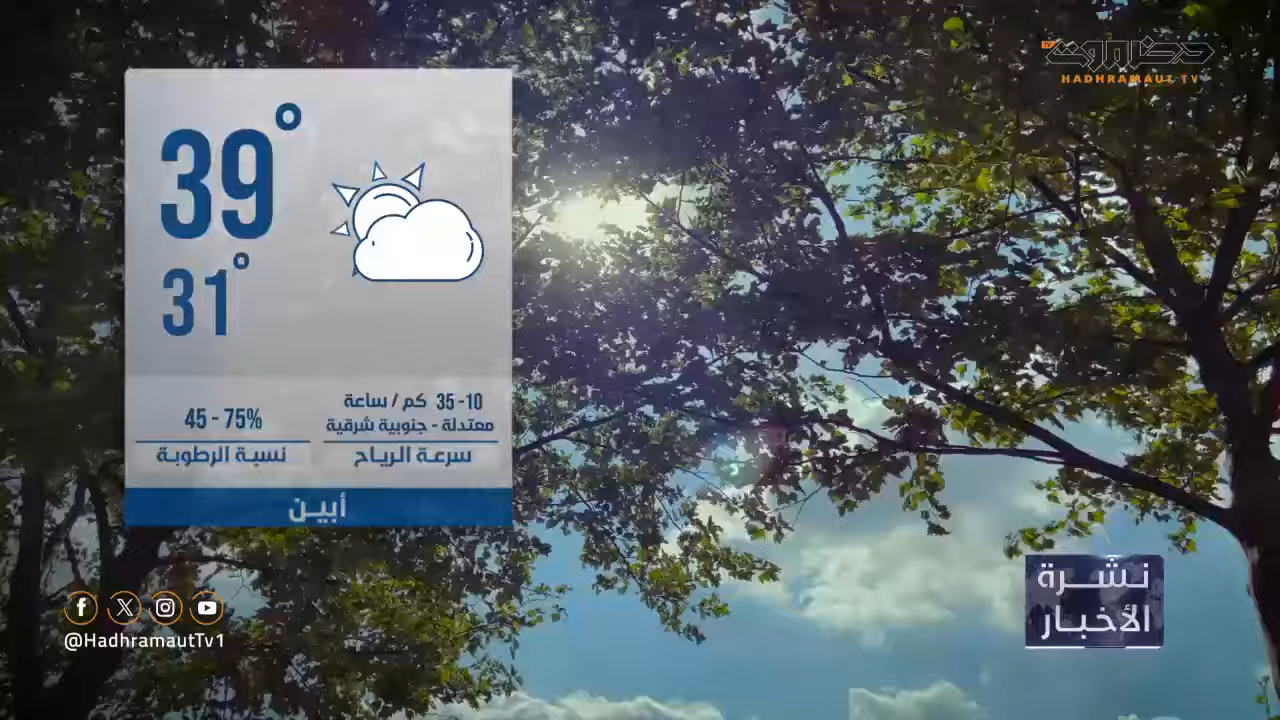 حضرموت TV
HADHRAMAUT TV
39°
31°
10-35 كم / ساعة
معتدلة - جنوبية شرقية
سرعة الرياح
45 - 75%
نسبة الرطوبة
أبين
نشرة
الأخبار
@HadhramautTv1